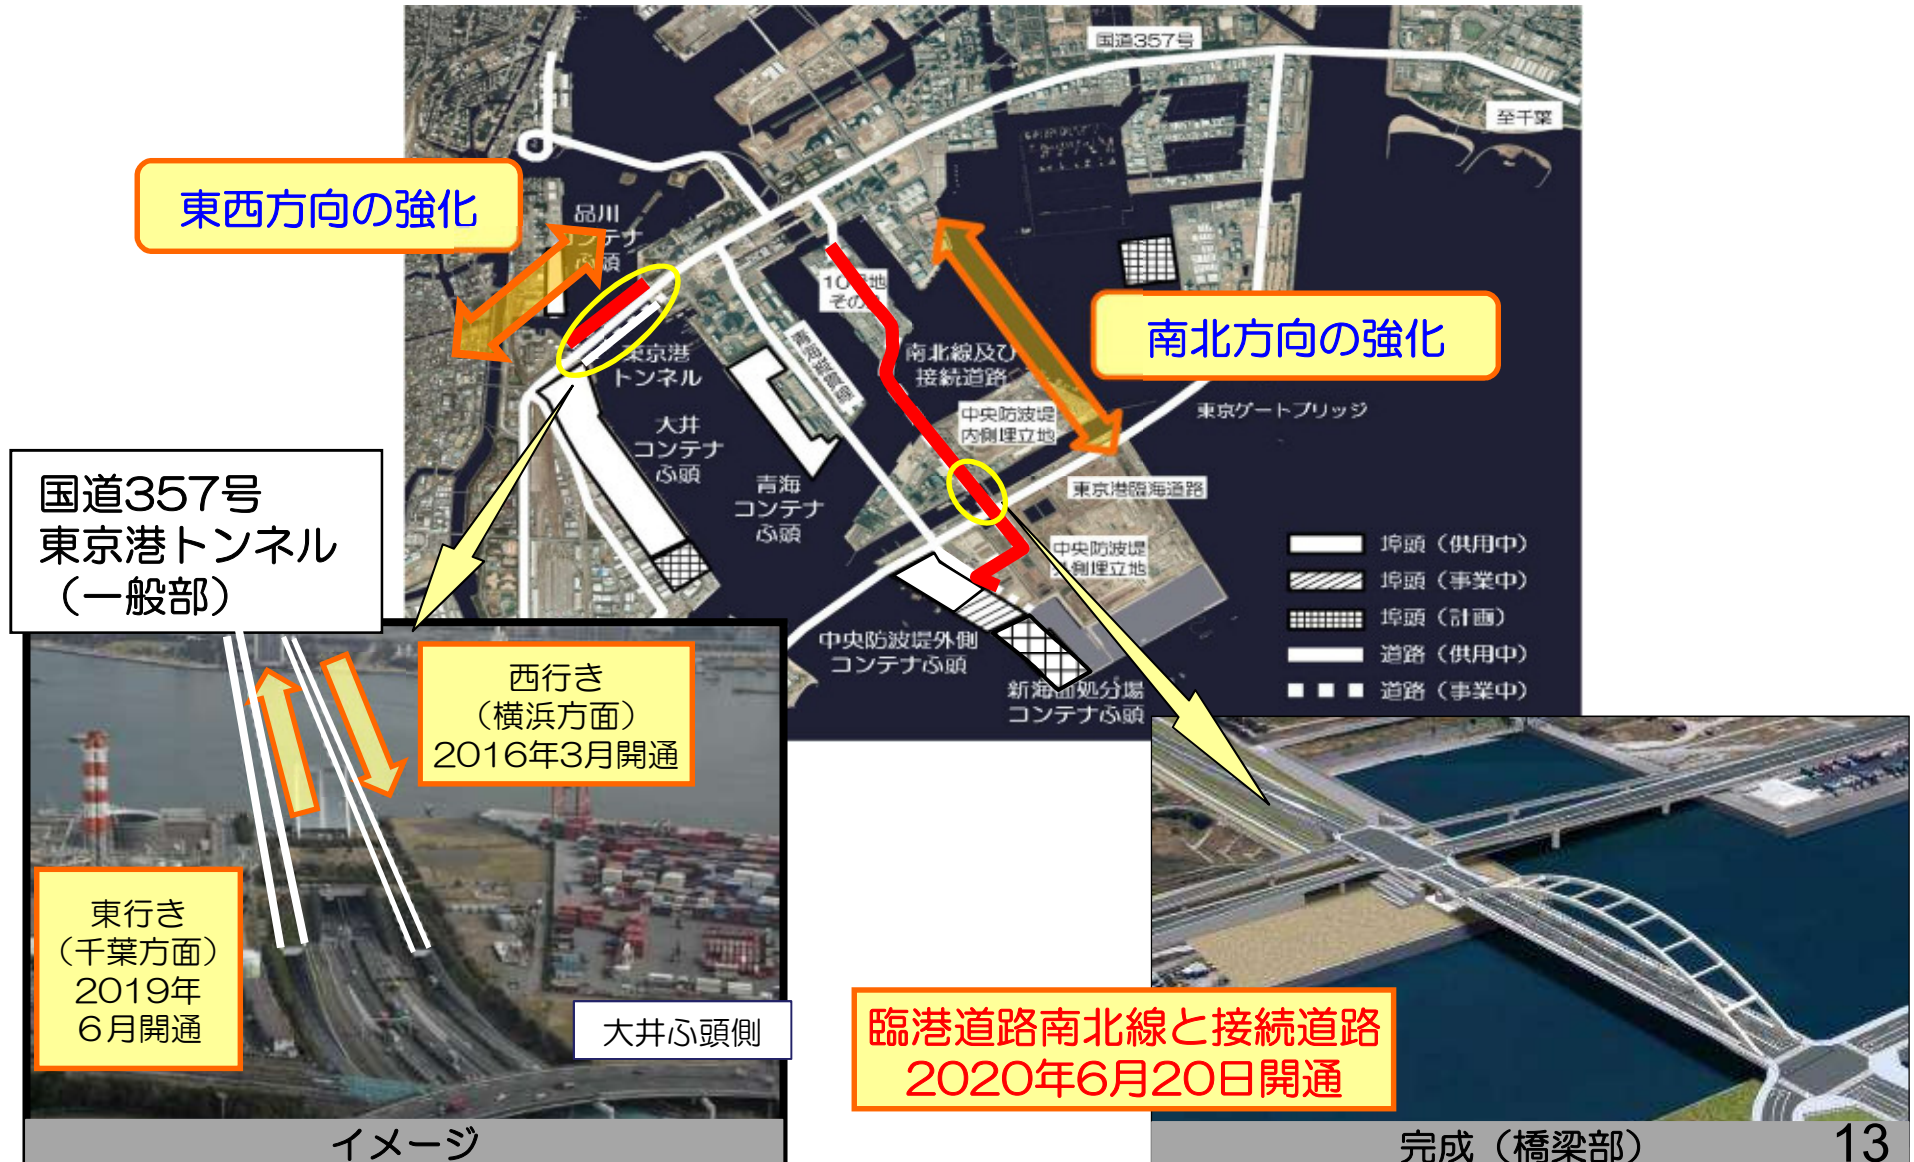 国道357号
至千葉
東西方向の強化
品川
コンテナ
ふ頭
10号地
その2
南北方向の強化
東京港
トンネル
南北線及び
接続道路
東京ゲートブリッジ
中央防波堤
内側埋立地
大井
コンテナ
ふ頭
青海
コンテナ
ふ頭
東京港臨海道路
中央防波堤
外側埋立地
国道357号
東京港トンネル
（一般部）
中央防波堤外側
コンテナふ頭
新海面処分場
コンテナふ頭
埠頭（供用中）
埠頭（事業中）
埠頭（計画）
道路（供用中）
道路（事業中）
西行き
（横浜方面）
2016年3月開通
東行き
（千葉方面）
2019年
6月開通
大井ふ頭側
イメージ
臨港道路南北線と接続道路
2020年6月20日開通
完成（橋梁部）
13